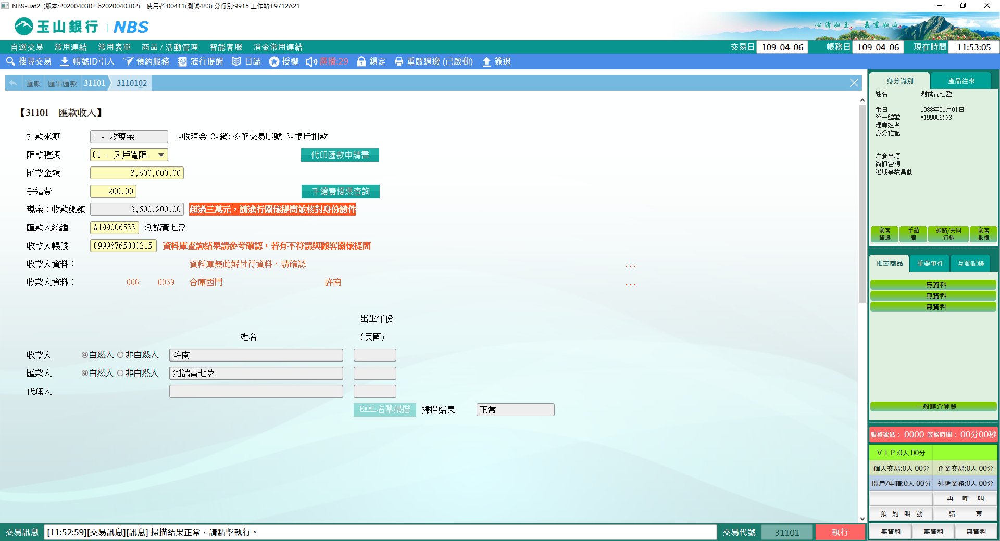 NBS-uat2 (版本:2020040302.b2020040302) 使用者:00411(測試483) 分行別:9915 工作站:L9712A21
玉山銀行 | NBS
心清如玉 義重如山
自選交易 常用連結 常用表單 商品 / 活動管理 智能客服 消金常用連結 交易日 109-04-06 帳務日 109-04-06 現在時間 11:53:05
搜尋交易 帳號ID引入 預約服務 蒞行提醒 日誌 授權 廣播:29 鎖定 重啟週邊 (已啟動) 簽退
匯款 匯出匯款 31101 3110102
【31101 匯款收入】
扣款來源 1 - 收現金 1-收現金 2-銷:多筆交易序號 3-帳戶扣款
匯款種類 01 - 入戶電匯 代印匯款申請書
匯款金額 3,600,000.00
手續費 200.00 手續費優惠查詢
現金：收款總額 3,600,200.00 超過三萬元，請進行關懷提問並核對身份證件
匯款人統編 A199006533 測試黃七盈
收款人帳號 09998765000215 資料庫查詢結果請參考確認，若有不符請與顧客關懷提問
收款人資料： 資料庫無此解付行資料，請確認 ...
收款人資料： 006 0039 合庫西門 許南 ...
出生年份
姓名 (民國)
收款人 自然人 非自然人 許南
匯款人 自然人 非自然人 測試黃七盈
代理人
EAML名單掃描 掃描結果 正常
身分識別 產品往來
姓名 測試黃七盈
生日 1988年01月01日
統一編號 A199006533
理專姓名
身分註記
注意事項
簡訊密碼
近期事故異動
顧客資訊 手續費 通路/共同行銷 顧客影像
推薦商品 重要事件 互動記錄
無資料
無資料
無資料
一般轉介登錄
服務號碼： 0000 等候時間： 00分00秒
ＶＩＰ:0人 00分
個人交易:0人 00分 企業交易:0人 00分
開戶/申請:0人 00分 外匯業務:0人 00分
再 呼 叫
預 約 叫 號 結 束
無資料 無資料 無資料
交易訊息 [11:52:59][交易訊息][訊息] 掃描結果正常，請點擊執行。 交易代號 31101 執行